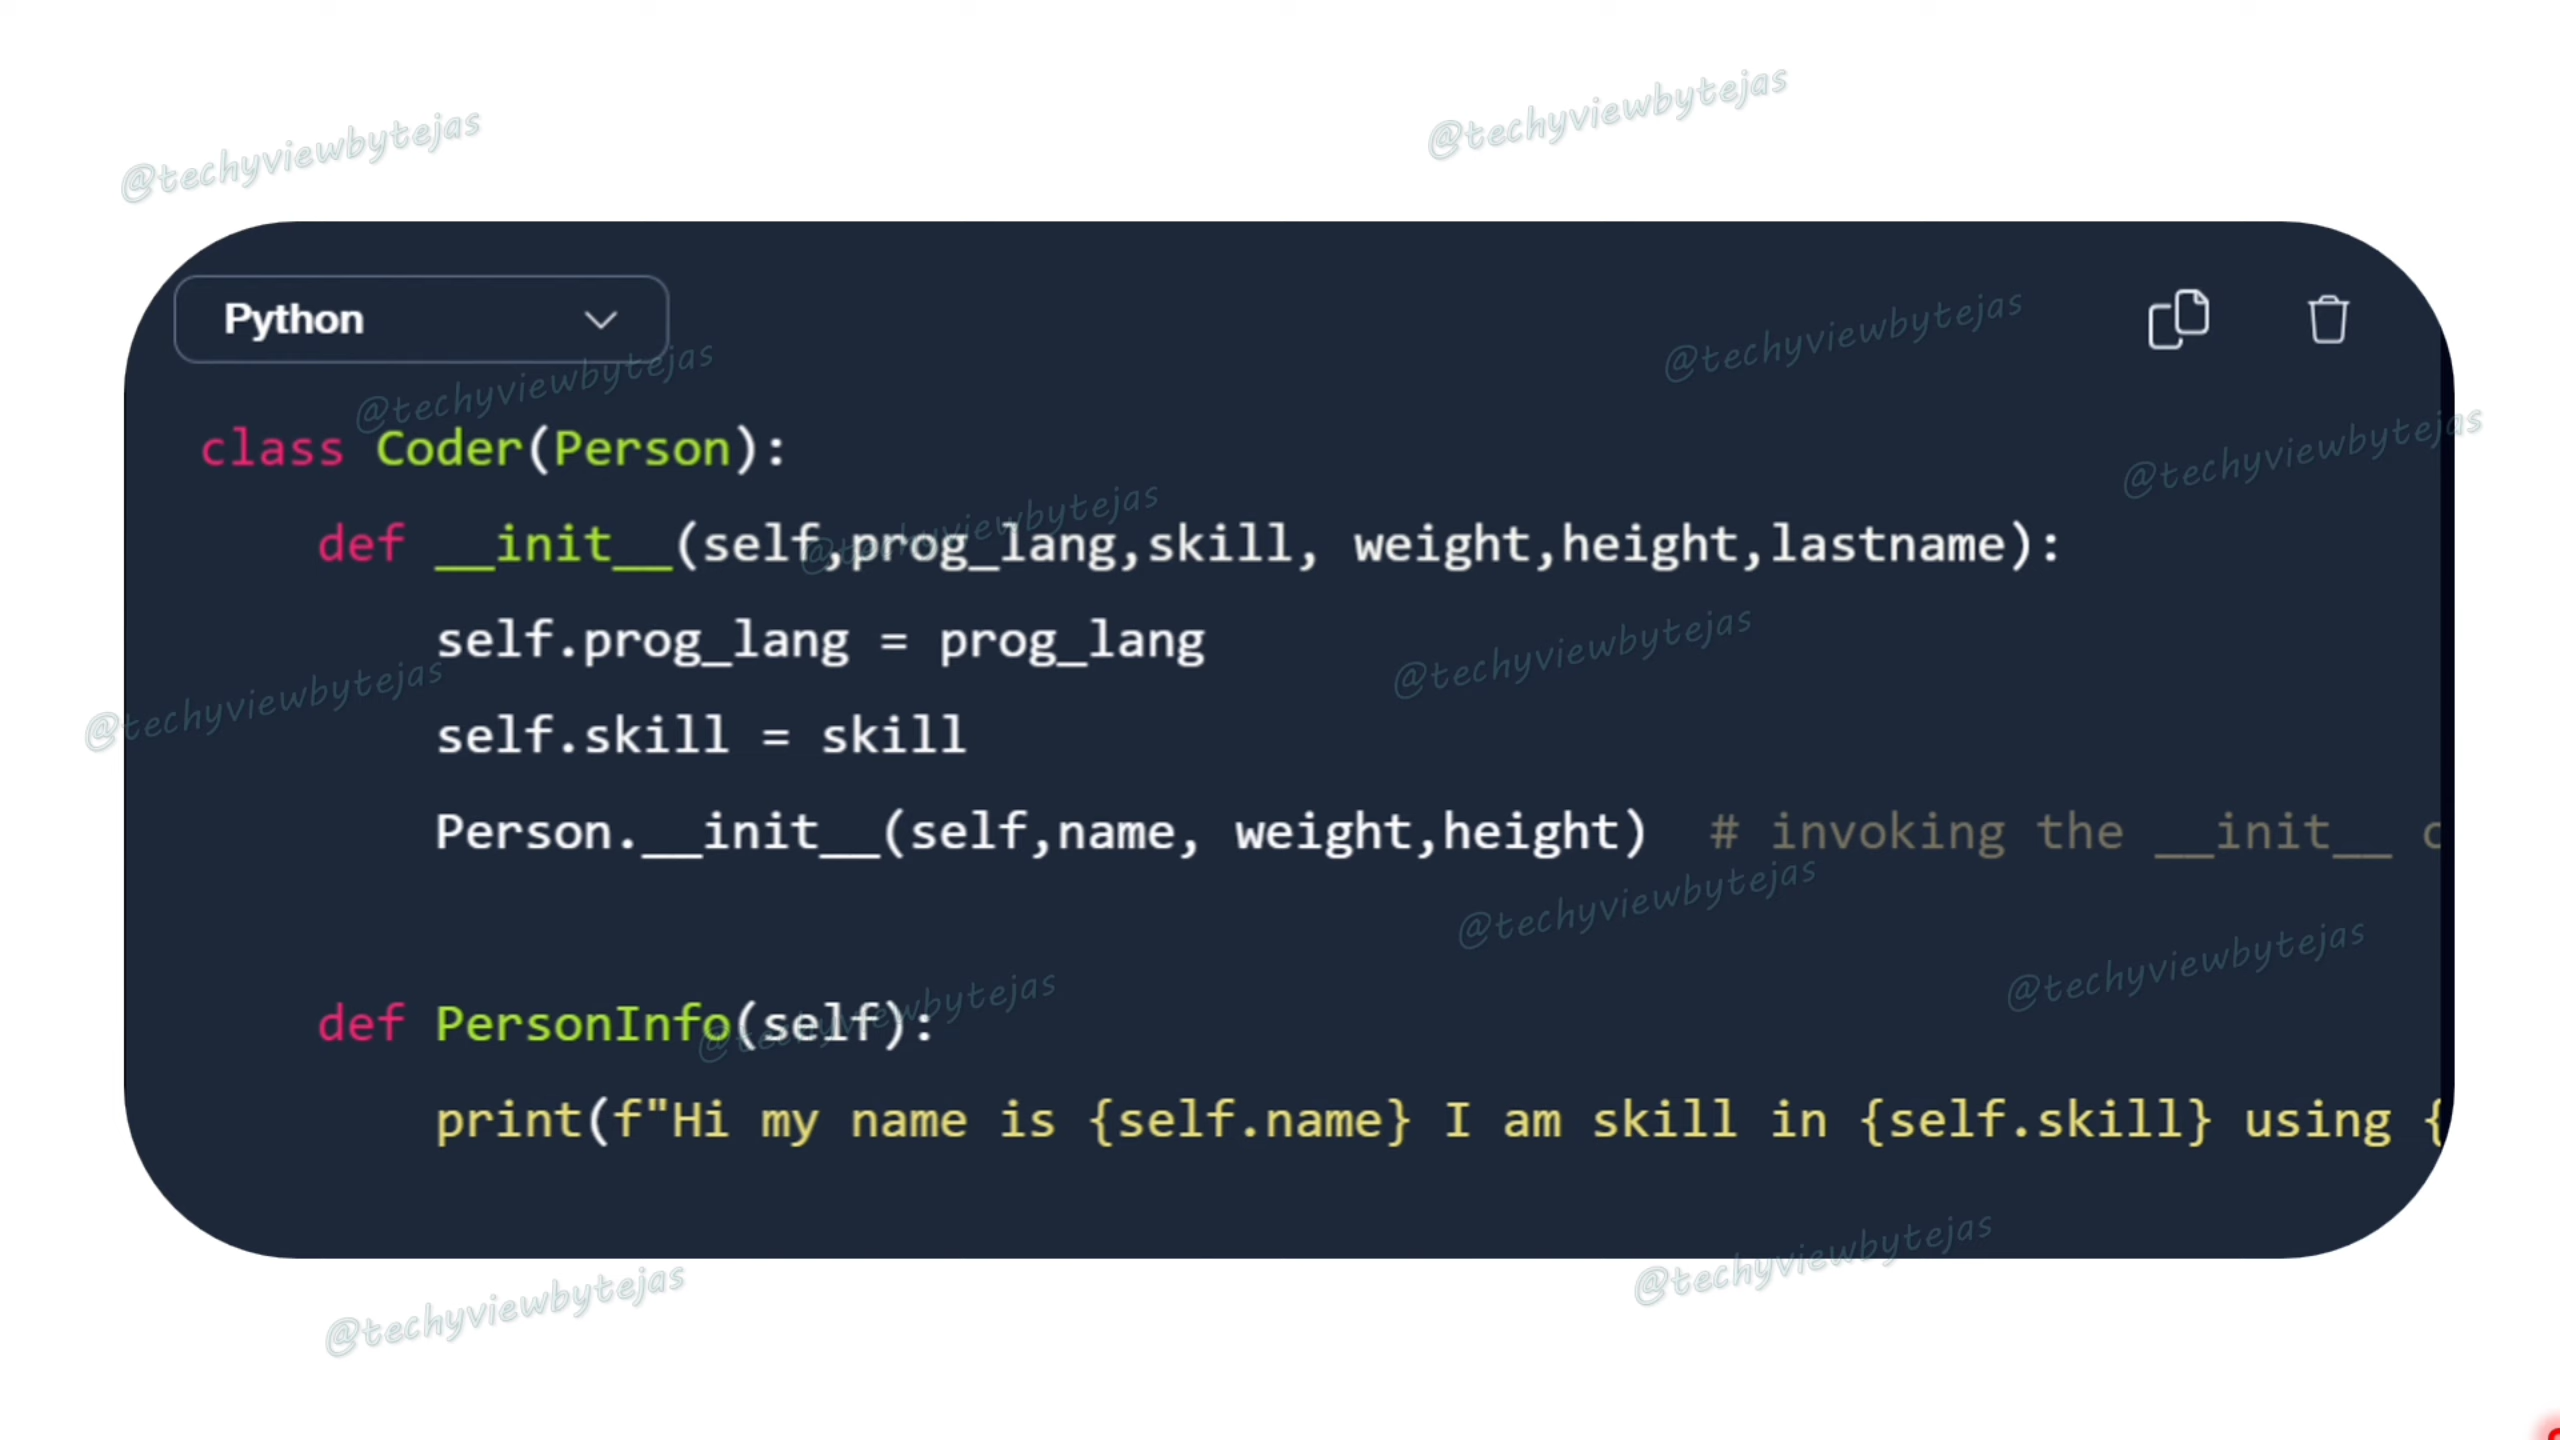 @techyviewbytejas
@techyviewbytejas
Python
@techyviewbytejas
@techyviewbytejas
class Coder(Person):
@techyviewbytejas
def __init__(self,prog_lang,skill, weight,height,lastname):
@techyviewbytejas
self.prog_lang = prog_lang
@techyviewbytejas
@techyviewbytejas
self.skill = skill
Person.__init__(self,name, weight,height)  # invoking the __init__
@techyviewbytejas
@techyviewbytejas
def PersonInfo(self):
@techyviewbytejas
print(f"Hi my name is {self.name} I am skill in {self.skill} using {
@techyviewbytejas
@techyviewbytejas